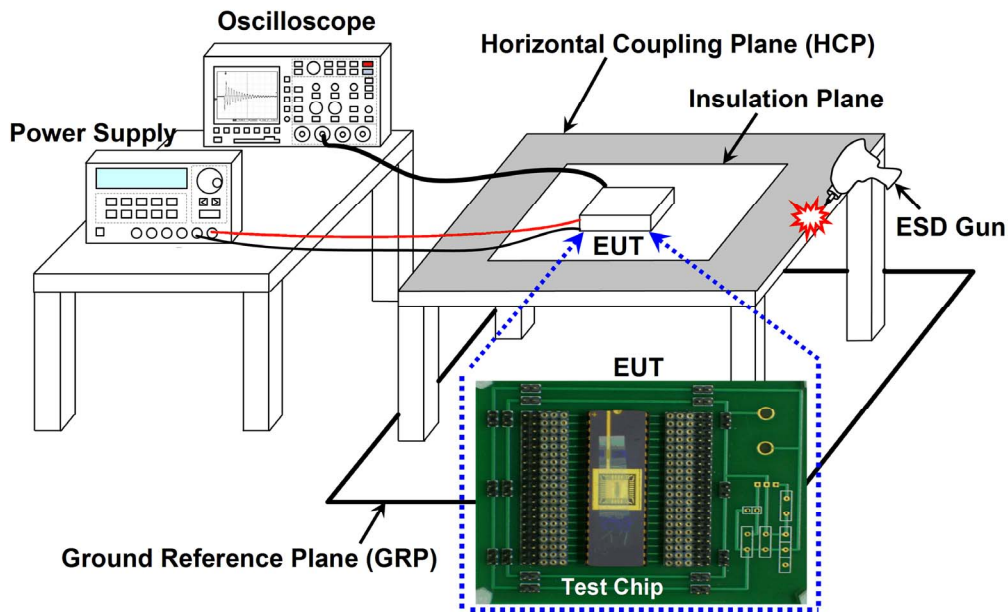 Oscilloscope
Horizontal Coupling Plane (HCP)
Insulation Plane
Power Supply
ESD Gun
EUT
EUT
Test Chip
Ground Reference Plane (GRP)